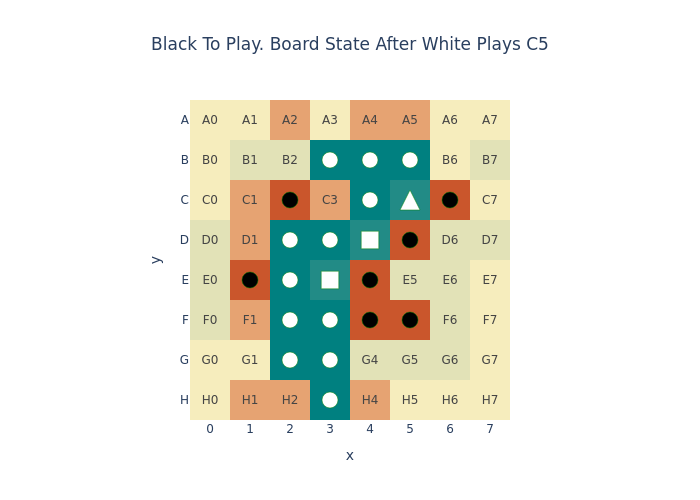 Black To Play. Board State After White Plays C5
A A0 A1 A2 A3 A4 A5 A6 A7
B B0 B1 B2 B6 B7
C C0 C1 C3 C7
D D0 D1 D6 D7
y
E E0 E5 E6 E7
F F0 F1 F6 F7
G G0 G1 G4 G5 G6 G7
H H0 H1 H2 H4 H5 H6 H7
0 1 2 3 4 5 6 7
x